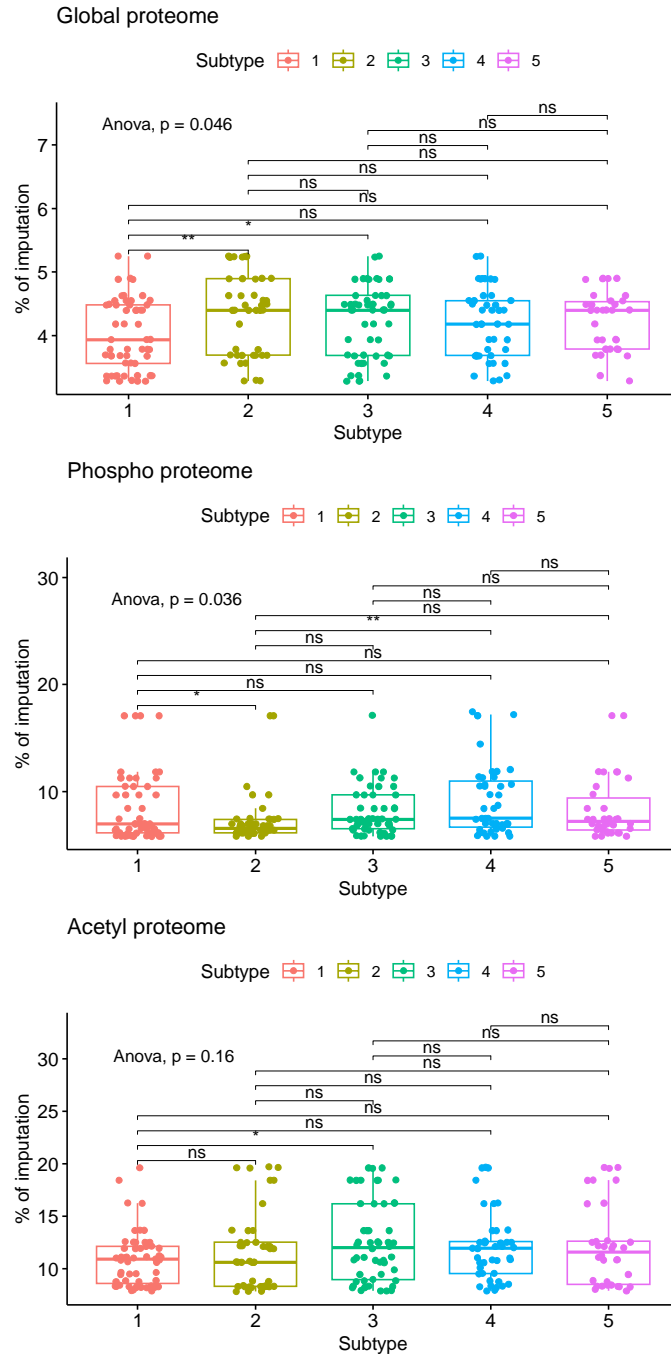 Global proteome
Subtype 1 2 3 4 5
ns
Anova, p = 0.046
ns
ns
7
ns
ns
ns
ns
6
ns
*
**
% of imputation
5
4
1 2 3 4 5
Subtype
Phospho proteome
Subtype 1 2 3 4 5
ns
30
ns
ns
Anova, p = 0.036
ns
**
ns
ns
ns
20
ns
*
% of imputation
10
1 2 3 4 5
Subtype
Acetyl proteome
Subtype 1 2 3 4 5
ns
ns
ns
Anova, p = 0.16
30
ns
ns
ns
25
ns
ns
*
20
ns
% of imputation
15
10
1 2 3 4 5
Subtype